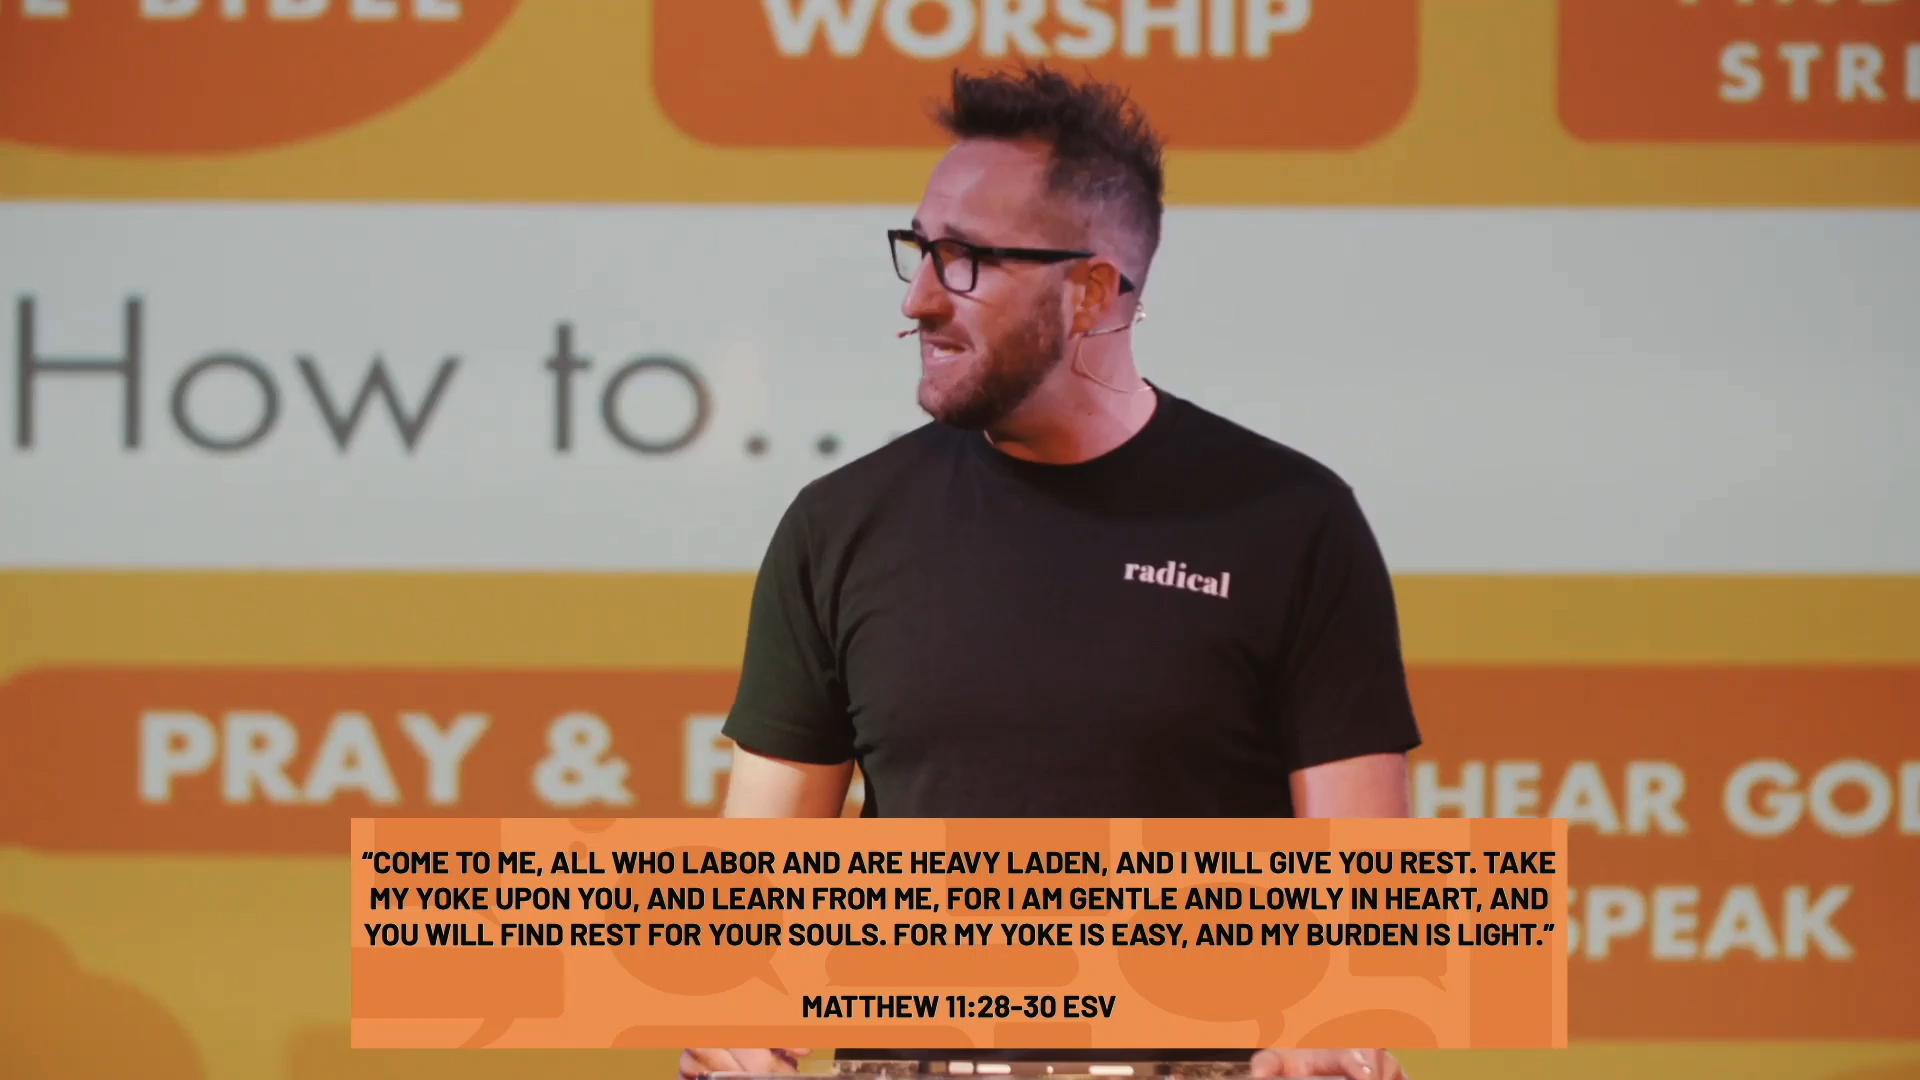 BIBLE
WORSHIP
How to...
radical
PRAY &
HEAR GOD
SPEAK
“COME TO ME, ALL WHO LABOR AND ARE HEAVY LADEN, AND I WILL GIVE YOU REST. TAKE
MY YOKE UPON YOU, AND LEARN FROM ME, FOR I AM GENTLE AND LOWLY IN HEART, AND
YOU WILL FIND REST FOR YOUR SOULS. FOR MY YOKE IS EASY, AND MY BURDEN IS LIGHT.”
MATTHEW 11:28-30 ESV